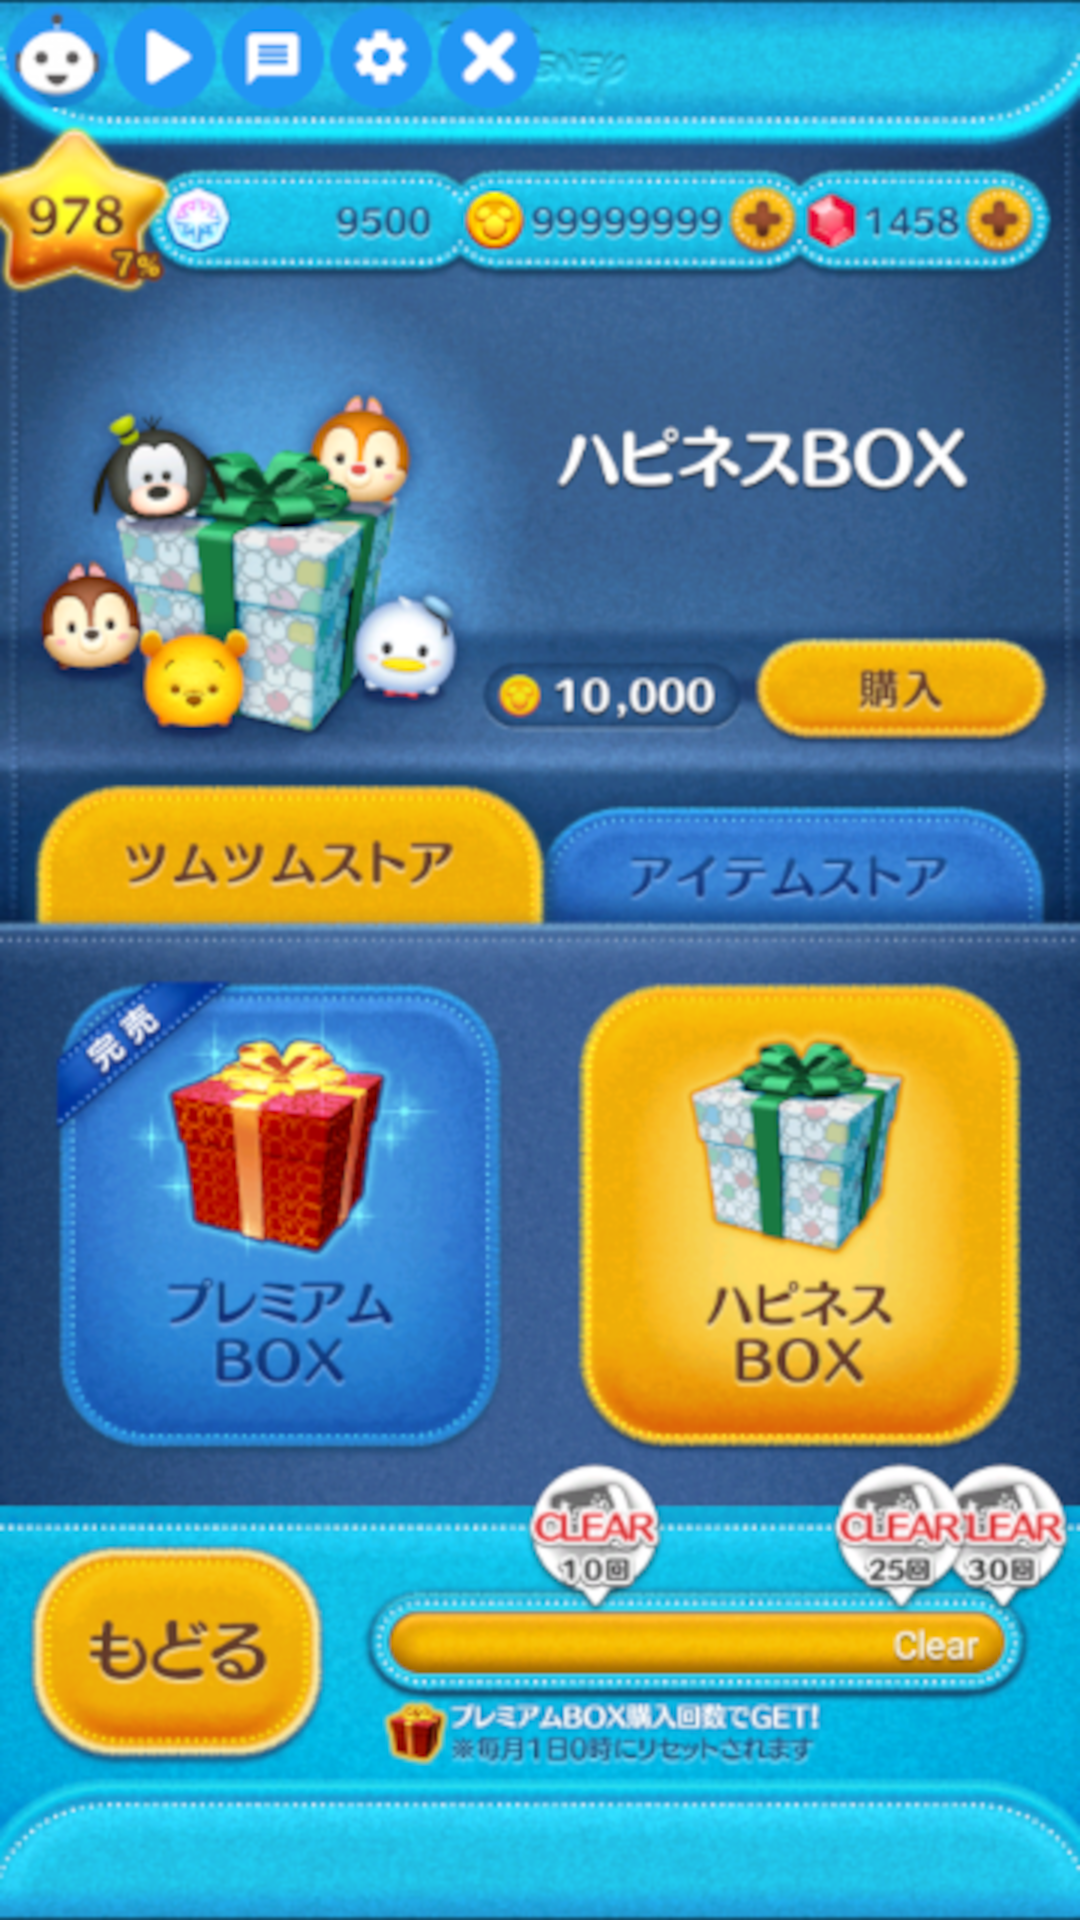 978
7%
9500
99999999
1458
ハピネスBOX
10,000
購入
ツムツムストア
アイテムストア
完売
プレミアム
BOX
ハピネス
BOX
CLEAR
10回
CLEAR
25回
30回
もどる
Clear
プレミアムBOX購入回数でGET!
※毎月1日0時にリセットされます